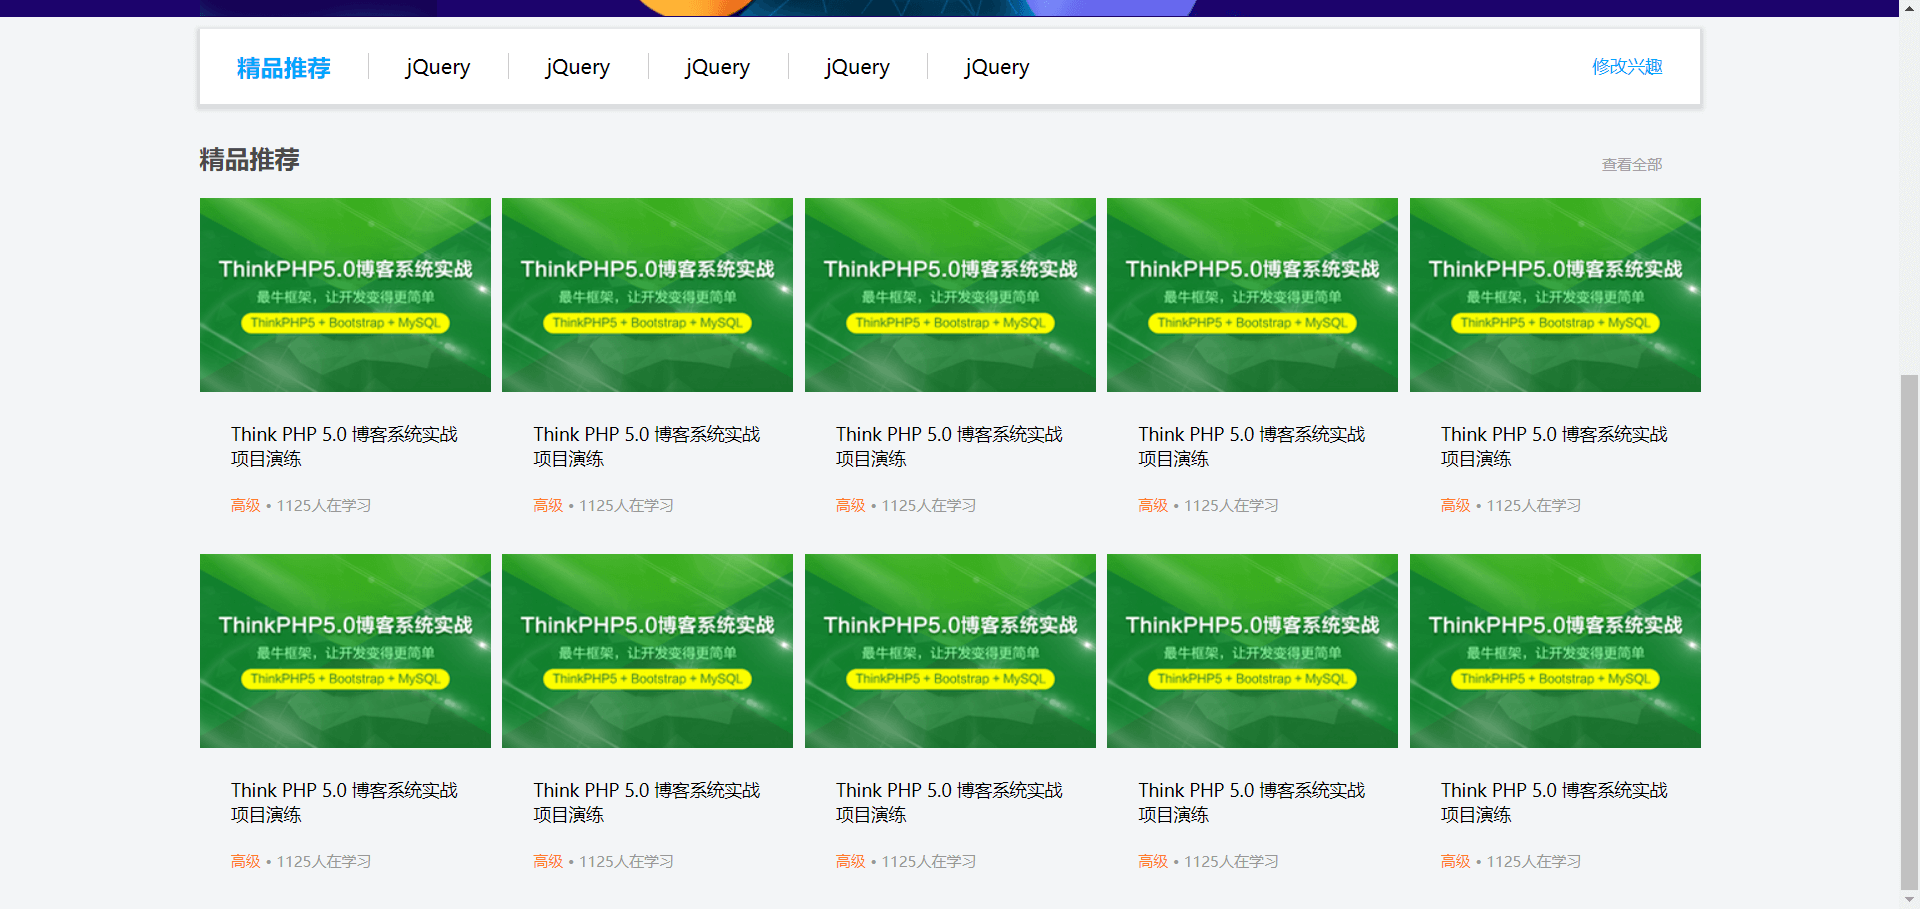 精品推荐 jQuery jQuery jQuery jQuery jQuery 修改兴趣
精品推荐 查看全部
ThinkPHP5.0博客系统实战 ThinkPHP5.0博客系统实战 ThinkPHP5.0博客系统实战 ThinkPHP5.0博客系统实战 ThinkPHP5.0博客系统实战
最牛框架，让开发变得更简单 最牛框架，让开发变得更简单 最牛框架，让开发变得更简单 最牛框架，让开发变得更简单 最牛框架，让开发变得更简单
ThinkPHP5 + Bootstrap + MySQL ThinkPHP5 + Bootstrap + MySQL ThinkPHP5 + Bootstrap + MySQL ThinkPHP5 + Bootstrap + MySQL ThinkPHP5 + Bootstrap + MySQL
Think PHP 5.0 博客系统实战 Think PHP 5.0 博客系统实战 Think PHP 5.0 博客系统实战 Think PHP 5.0 博客系统实战 Think PHP 5.0 博客系统实战
项目演练 项目演练 项目演练 项目演练 项目演练
高级 • 1125人在学习 高级 • 1125人在学习 高级 • 1125人在学习 高级 • 1125人在学习 高级 • 1125人在学习
ThinkPHP5.0博客系统实战 ThinkPHP5.0博客系统实战 ThinkPHP5.0博客系统实战 ThinkPHP5.0博客系统实战 ThinkPHP5.0博客系统实战
最牛框架，让开发变得更简单 最牛框架，让开发变得更简单 最牛框架，让开发变得更简单 最牛框架，让开发变得更简单 最牛框架，让开发变得更简单
ThinkPHP5 + Bootstrap + MySQL ThinkPHP5 + Bootstrap + MySQL ThinkPHP5 + Bootstrap + MySQL ThinkPHP5 + Bootstrap + MySQL ThinkPHP5 + Bootstrap + MySQL
Think PHP 5.0 博客系统实战 Think PHP 5.0 博客系统实战 Think PHP 5.0 博客系统实战 Think PHP 5.0 博客系统实战 Think PHP 5.0 博客系统实战
项目演练 项目演练 项目演练 项目演练 项目演练
高级 • 1125人在学习 高级 • 1125人在学习 高级 • 1125人在学习 高级 • 1125人在学习 高级 • 1125人在学习